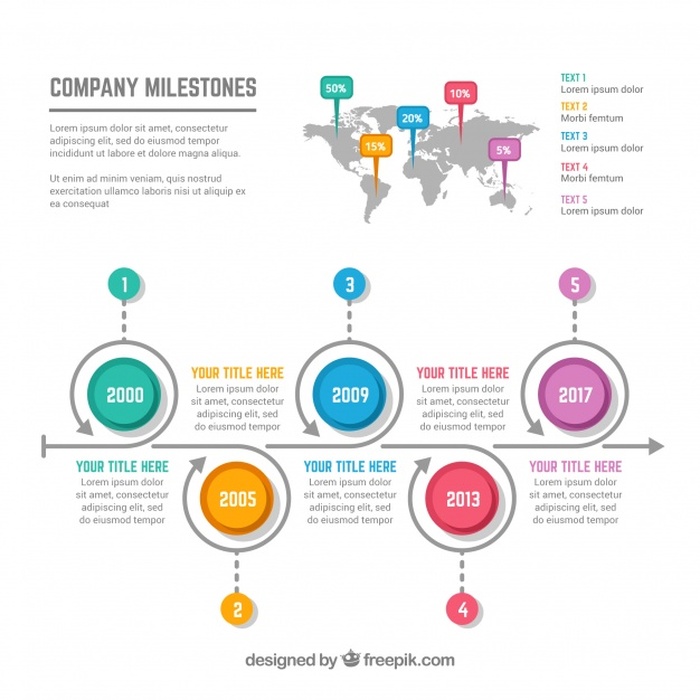 COMPANY MILESTONES
Lorem ipsum dolor sit amet, consectetur
adipiscing elit, sed do eiusmod tempor
incididunt ut labore et dolore magna aliqua.
Ut enim ad minim veniam, quis nostrud
exercitation ullamco laboris nisi ut aliquip ex
ea consequat
50%
15%
20%
10%
5%
TEXT 1
Lorem ipsum dolor
TEXT 2
Morbi femtum
TEXT 3
Lorem ipsum dolor
TEXT 4
Morbi femtum
TEXT 5
Lorem ipsum dolor
1
2000
YOUR TITLE HERE
Lorem ipsum dolor
sit amet, consectetur
adipiscing elit, sed
do eiusmod tempor
YOUR TITLE HERE
Lorem ipsum dolor
sit amet, consectetur
adipiscing elit, sed
do eiusmod tempor
2005
2
3
2009
YOUR TITLE HERE
Lorem ipsum dolor
sit amet, consectetur
adipiscing elit, sed
do eiusmod tempor
YOUR TITLE HERE
Lorem ipsum dolor
sit amet, consectetur
adipiscing elit, sed
do eiusmod tempor
2013
4
5
2017
YOUR TITLE HERE
Lorem ipsum dolor
sit amet, consectetur
adipiscing elit, sed
do eiusmod tempor
designed by freepik.com